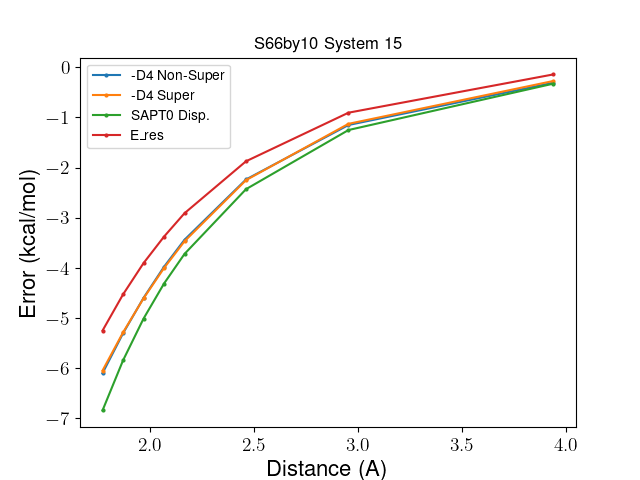 S66by10 System 15
-D4 Non-Super
-D4 Super
SAPT0 Disp.
E_res
0
−1
−2
−3
−4
−5
−6
−7
Error (kcal/mol)
2.0 2.5 3.0 3.5 4.0
Distance (A)